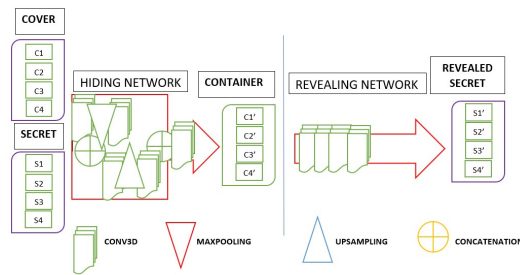 COVER
C1
C2
C3
C4
SECRET
S1
S2
S3
S4
HIDING NETWORK
CONTAINER
C1'
C2'
C3'
C4'
REVEALING NETWORK
REVEALED
SECRET
S1'
S2'
S3'
S4'
CONV3D
MAXPOOLING
UPSAMPLING
CONCATENATION